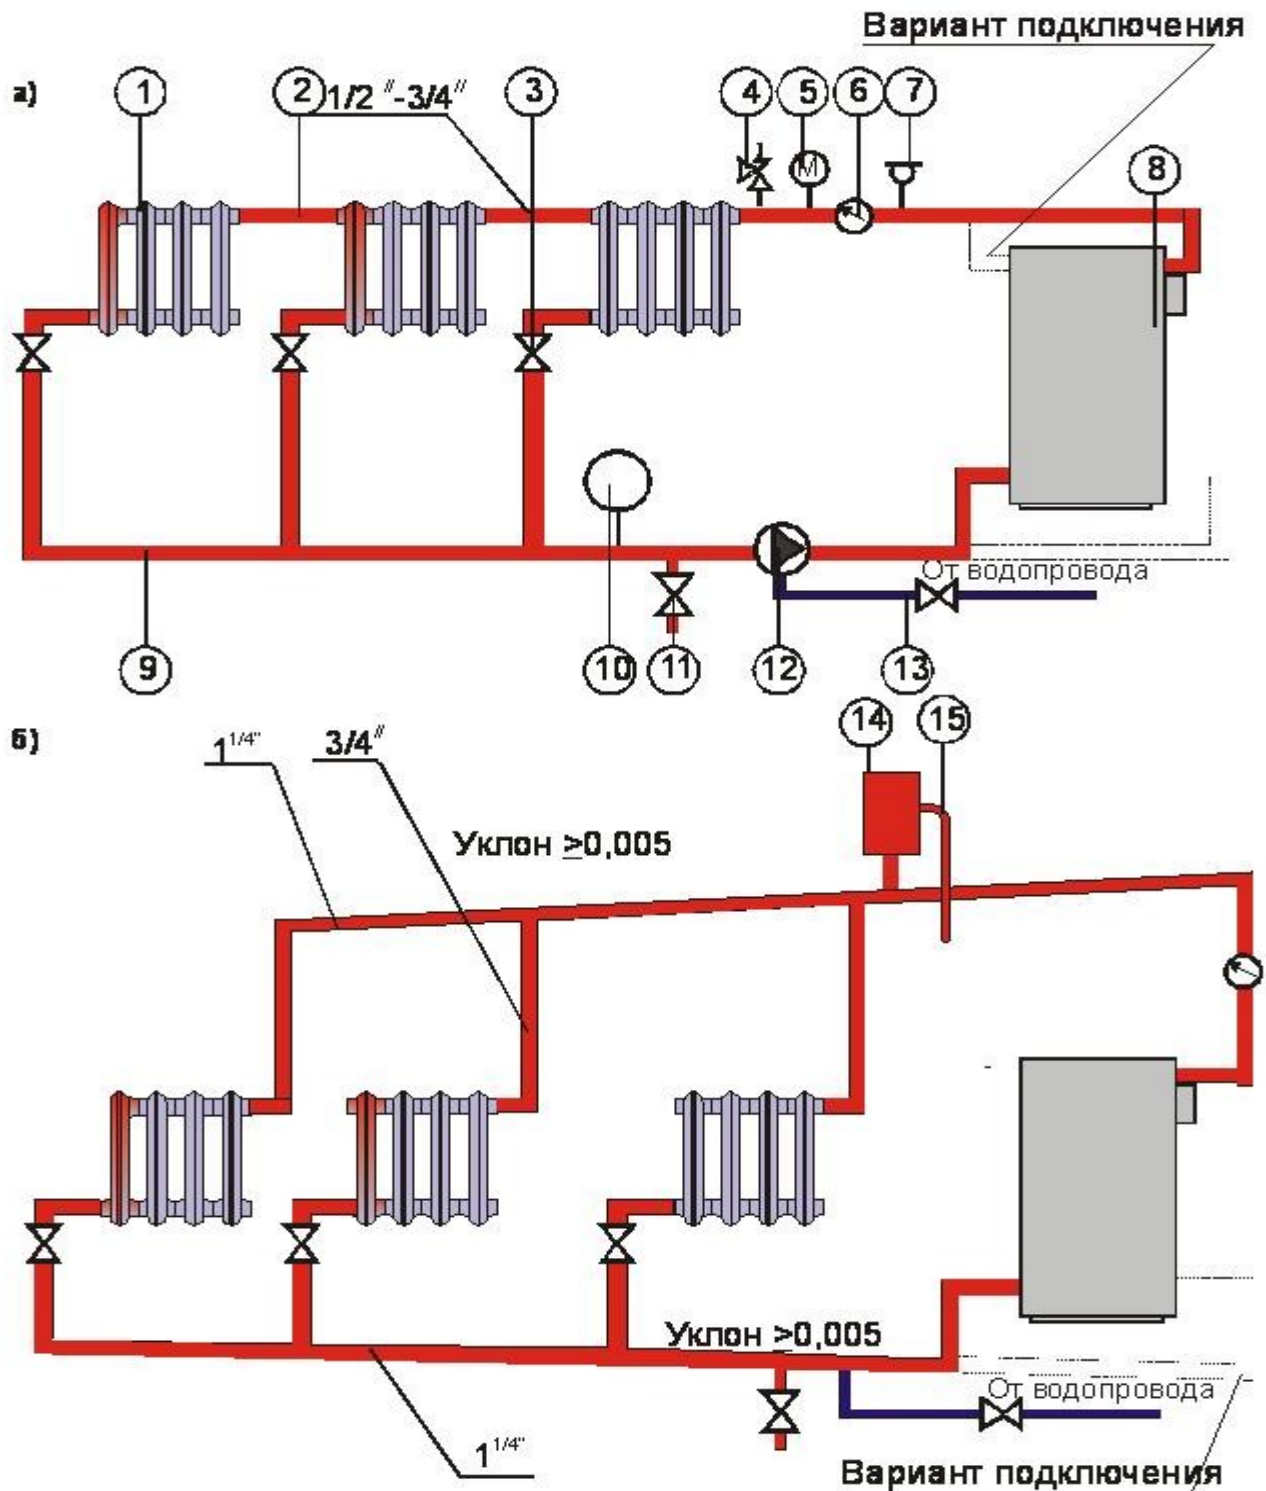 Вариант подключения
а)
1
2
1/2 "-3/4"
3
4
5
6
7
М
8
От водопровода
9
10
11
12
13
б)
1 1/4"
3/4"
14
15
Уклон ≥0,005
Уклон ≥0,005
От водопровода
1 1/4"
Вариант подключения